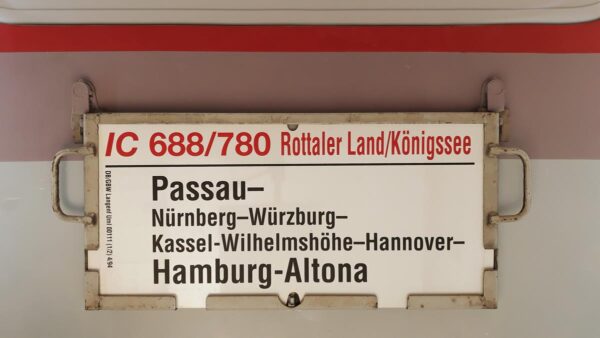 IC 688/780 Rottaler Land/Königssee
Passau–
Nürnberg–Würzburg–
Kassel-Wilhelmshöhe–Hannover–
Hamburg-Altona